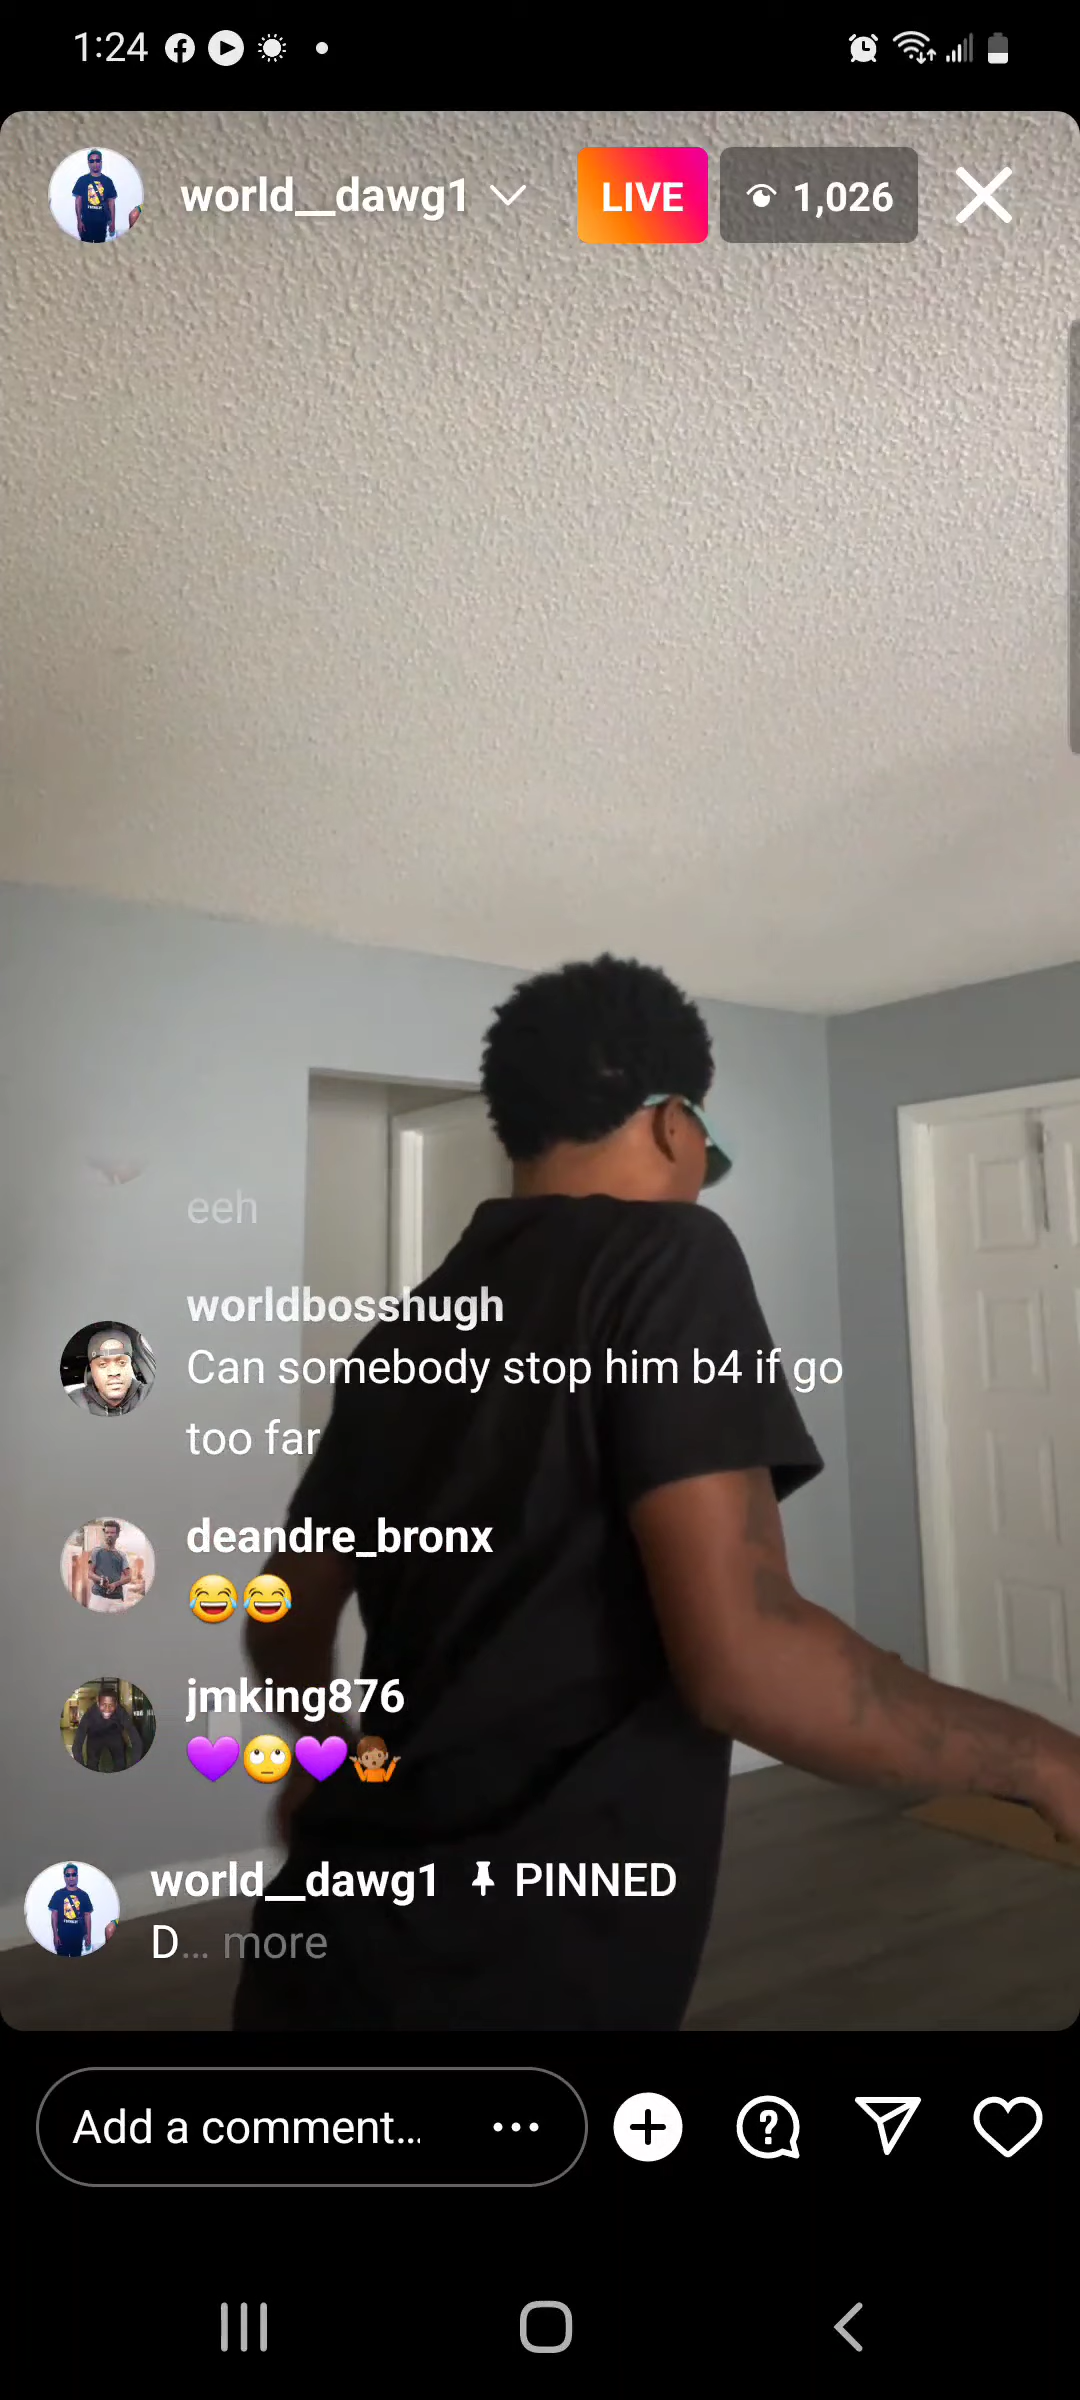 1:24
world__dawg1
LIVE
1,026
eeh
worldbosshugh
Can somebody stop him b4 if go
too far
deandre_bronx
😂😂
jmking876
💜🙄💜🤷🏽
world__dawg1 PINNED
D... more
Add a comment...